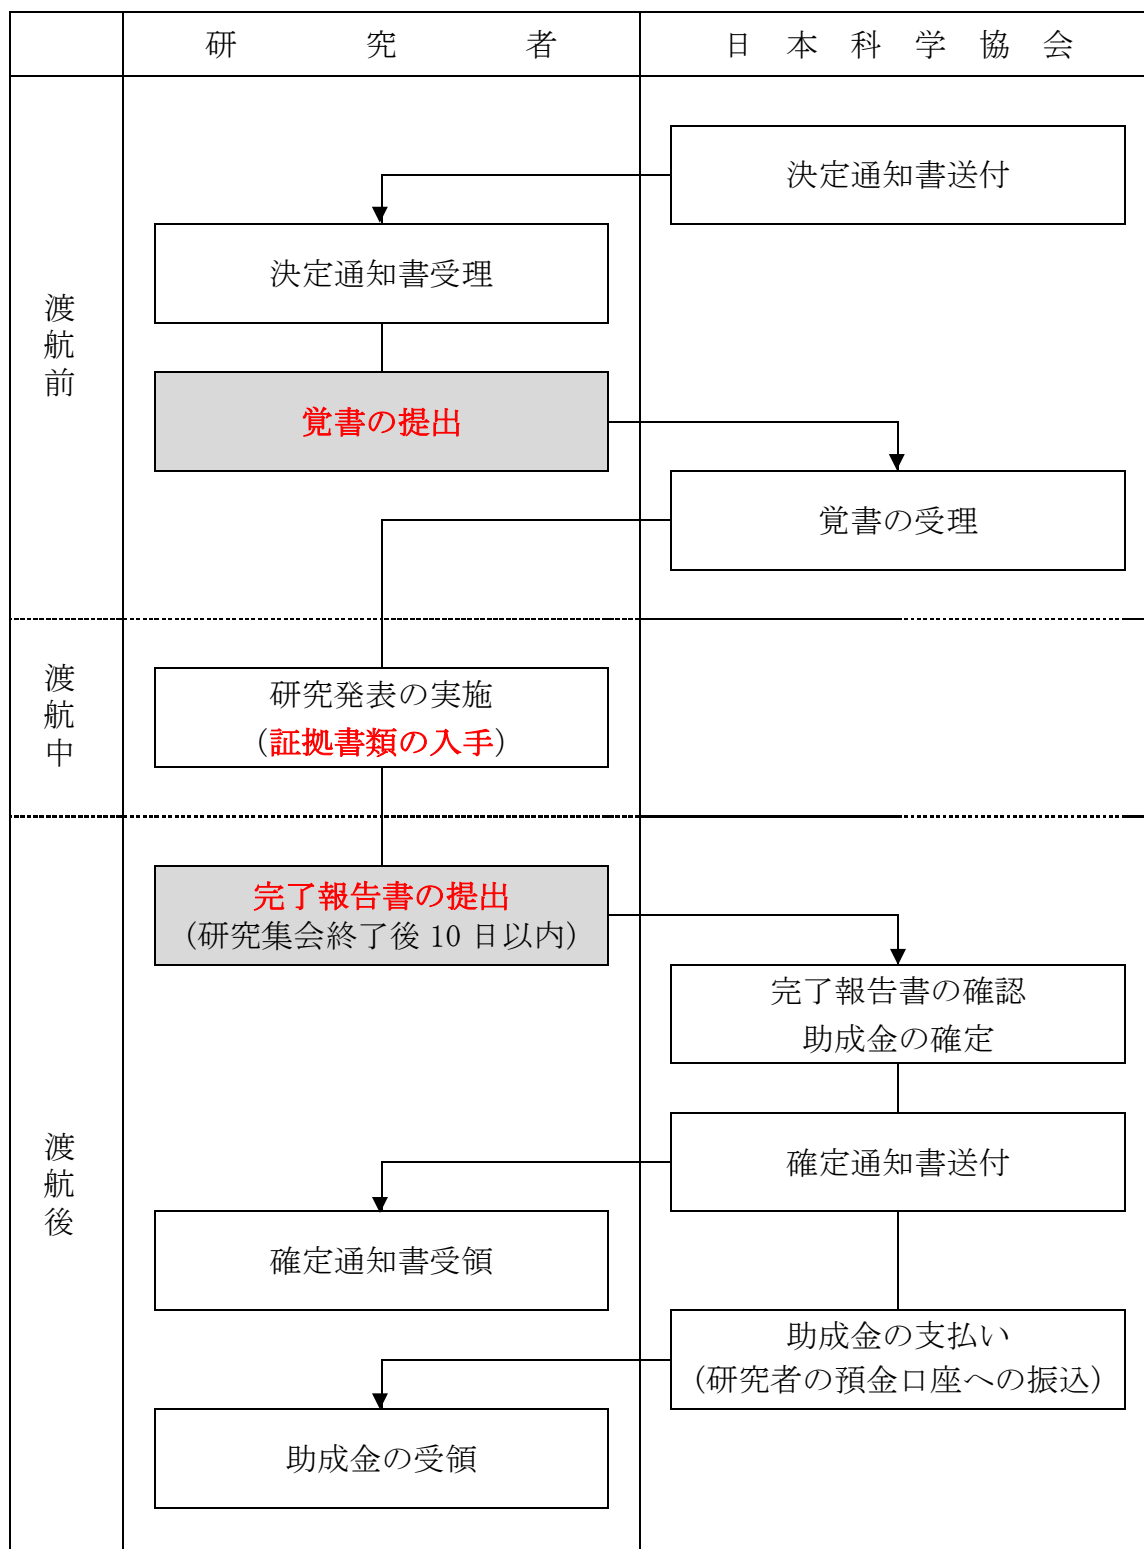 研究者
日本科学協会
渡航前
決定通知書送付
決定通知書受理
覚書の提出
覚書の受理
渡航中
研究発表の実施
（証拠書類の入手）
渡航後
完了報告書の提出
（研究集会終了後 10 日以内）
完了報告書の確認
助成金の確定
確定通知書送付
確定通知書受領
助成金の支払い
（研究者の預金口座への振込）
助成金の受領